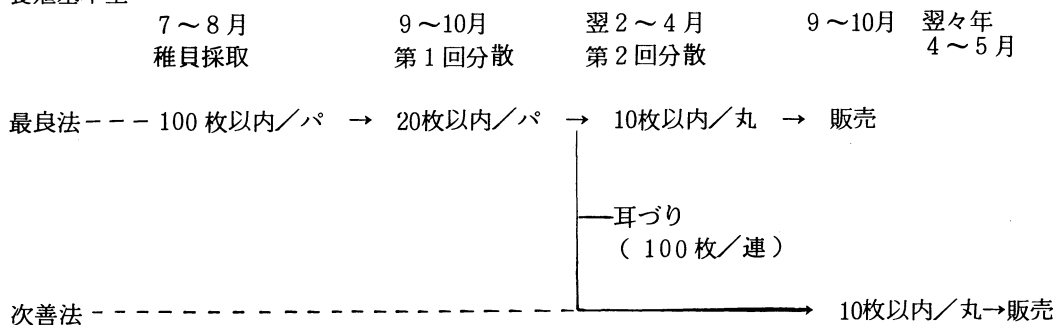 7～8月 9～10月 翌2～4月 9～10月 翌々年
4～5月
稚貝採取 第1回分散 第2回分散
最良法――― 100枚以内／パ → 20枚以内／パ → 10枚以内／丸 → 販売
耳づり
（100枚／連）
次善法 ------ → 10枚以内／丸→販売